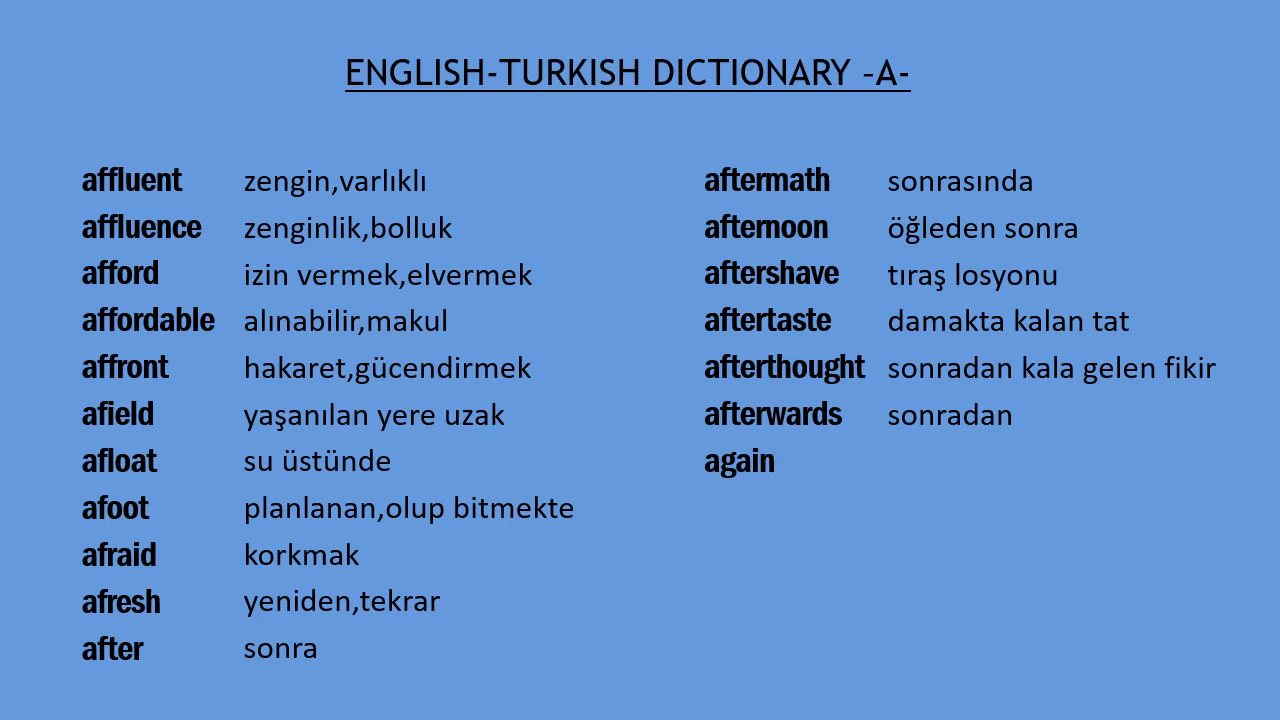 ENGLISH-TURKISH DICTIONARY –A-
affluent zengin,varlıklı
affluence zenginlik,bolluk
afford izin vermek,elvermek
affordable alınabilir,makul
affront hakaret,gücendirmek
afield yaşanılan yere uzak
afloat su üstünde
afoot planlanan,olup bitmekte
afraid korkmak
afresh yeniden,tekrar
after sonra
aftermath sonrasında
afternoon öğleden sonra
aftershave tıraş losyonu
aftertaste damakta kalan tat
afterthought sonradan kala gelen fikir
afterwards sonradan
again